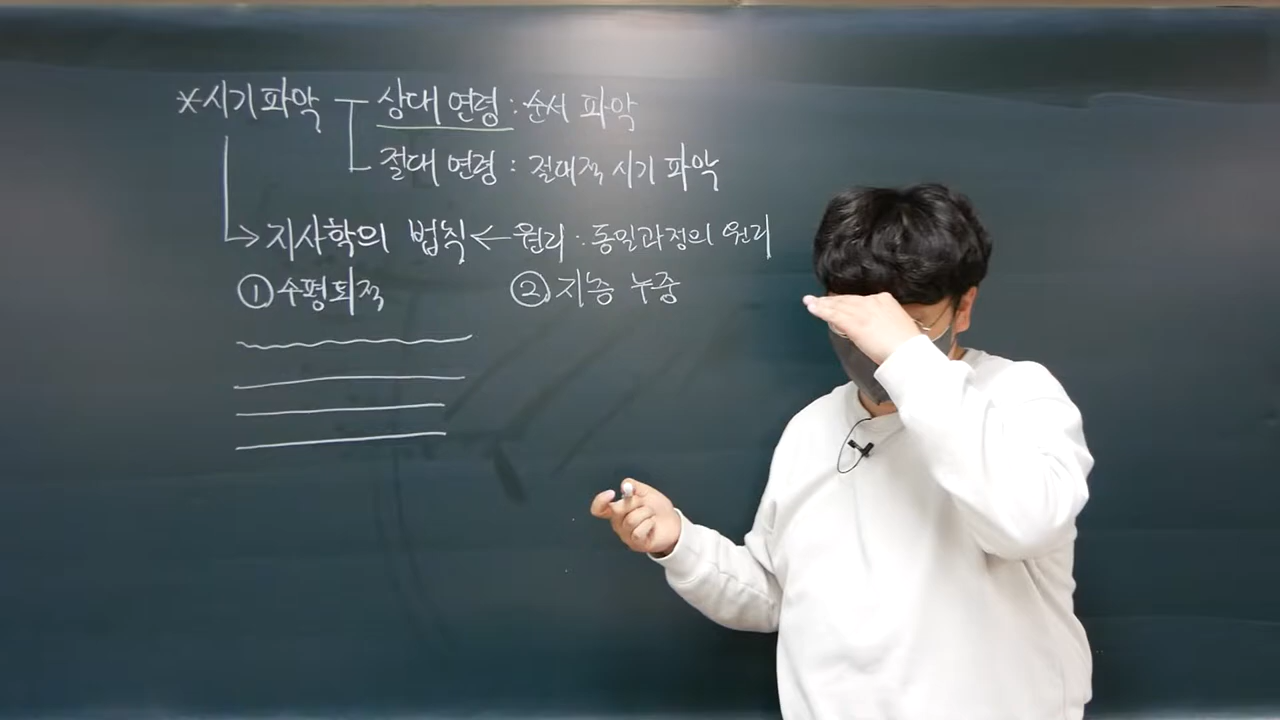 *시기 파악 상대 연령 : 순서 파악
절대 연령 : 절대적 시기 파악
→ 지사학의 법칙 ← 원리 : 동일과정의 원리
① 수평퇴적 ② 지층 누중